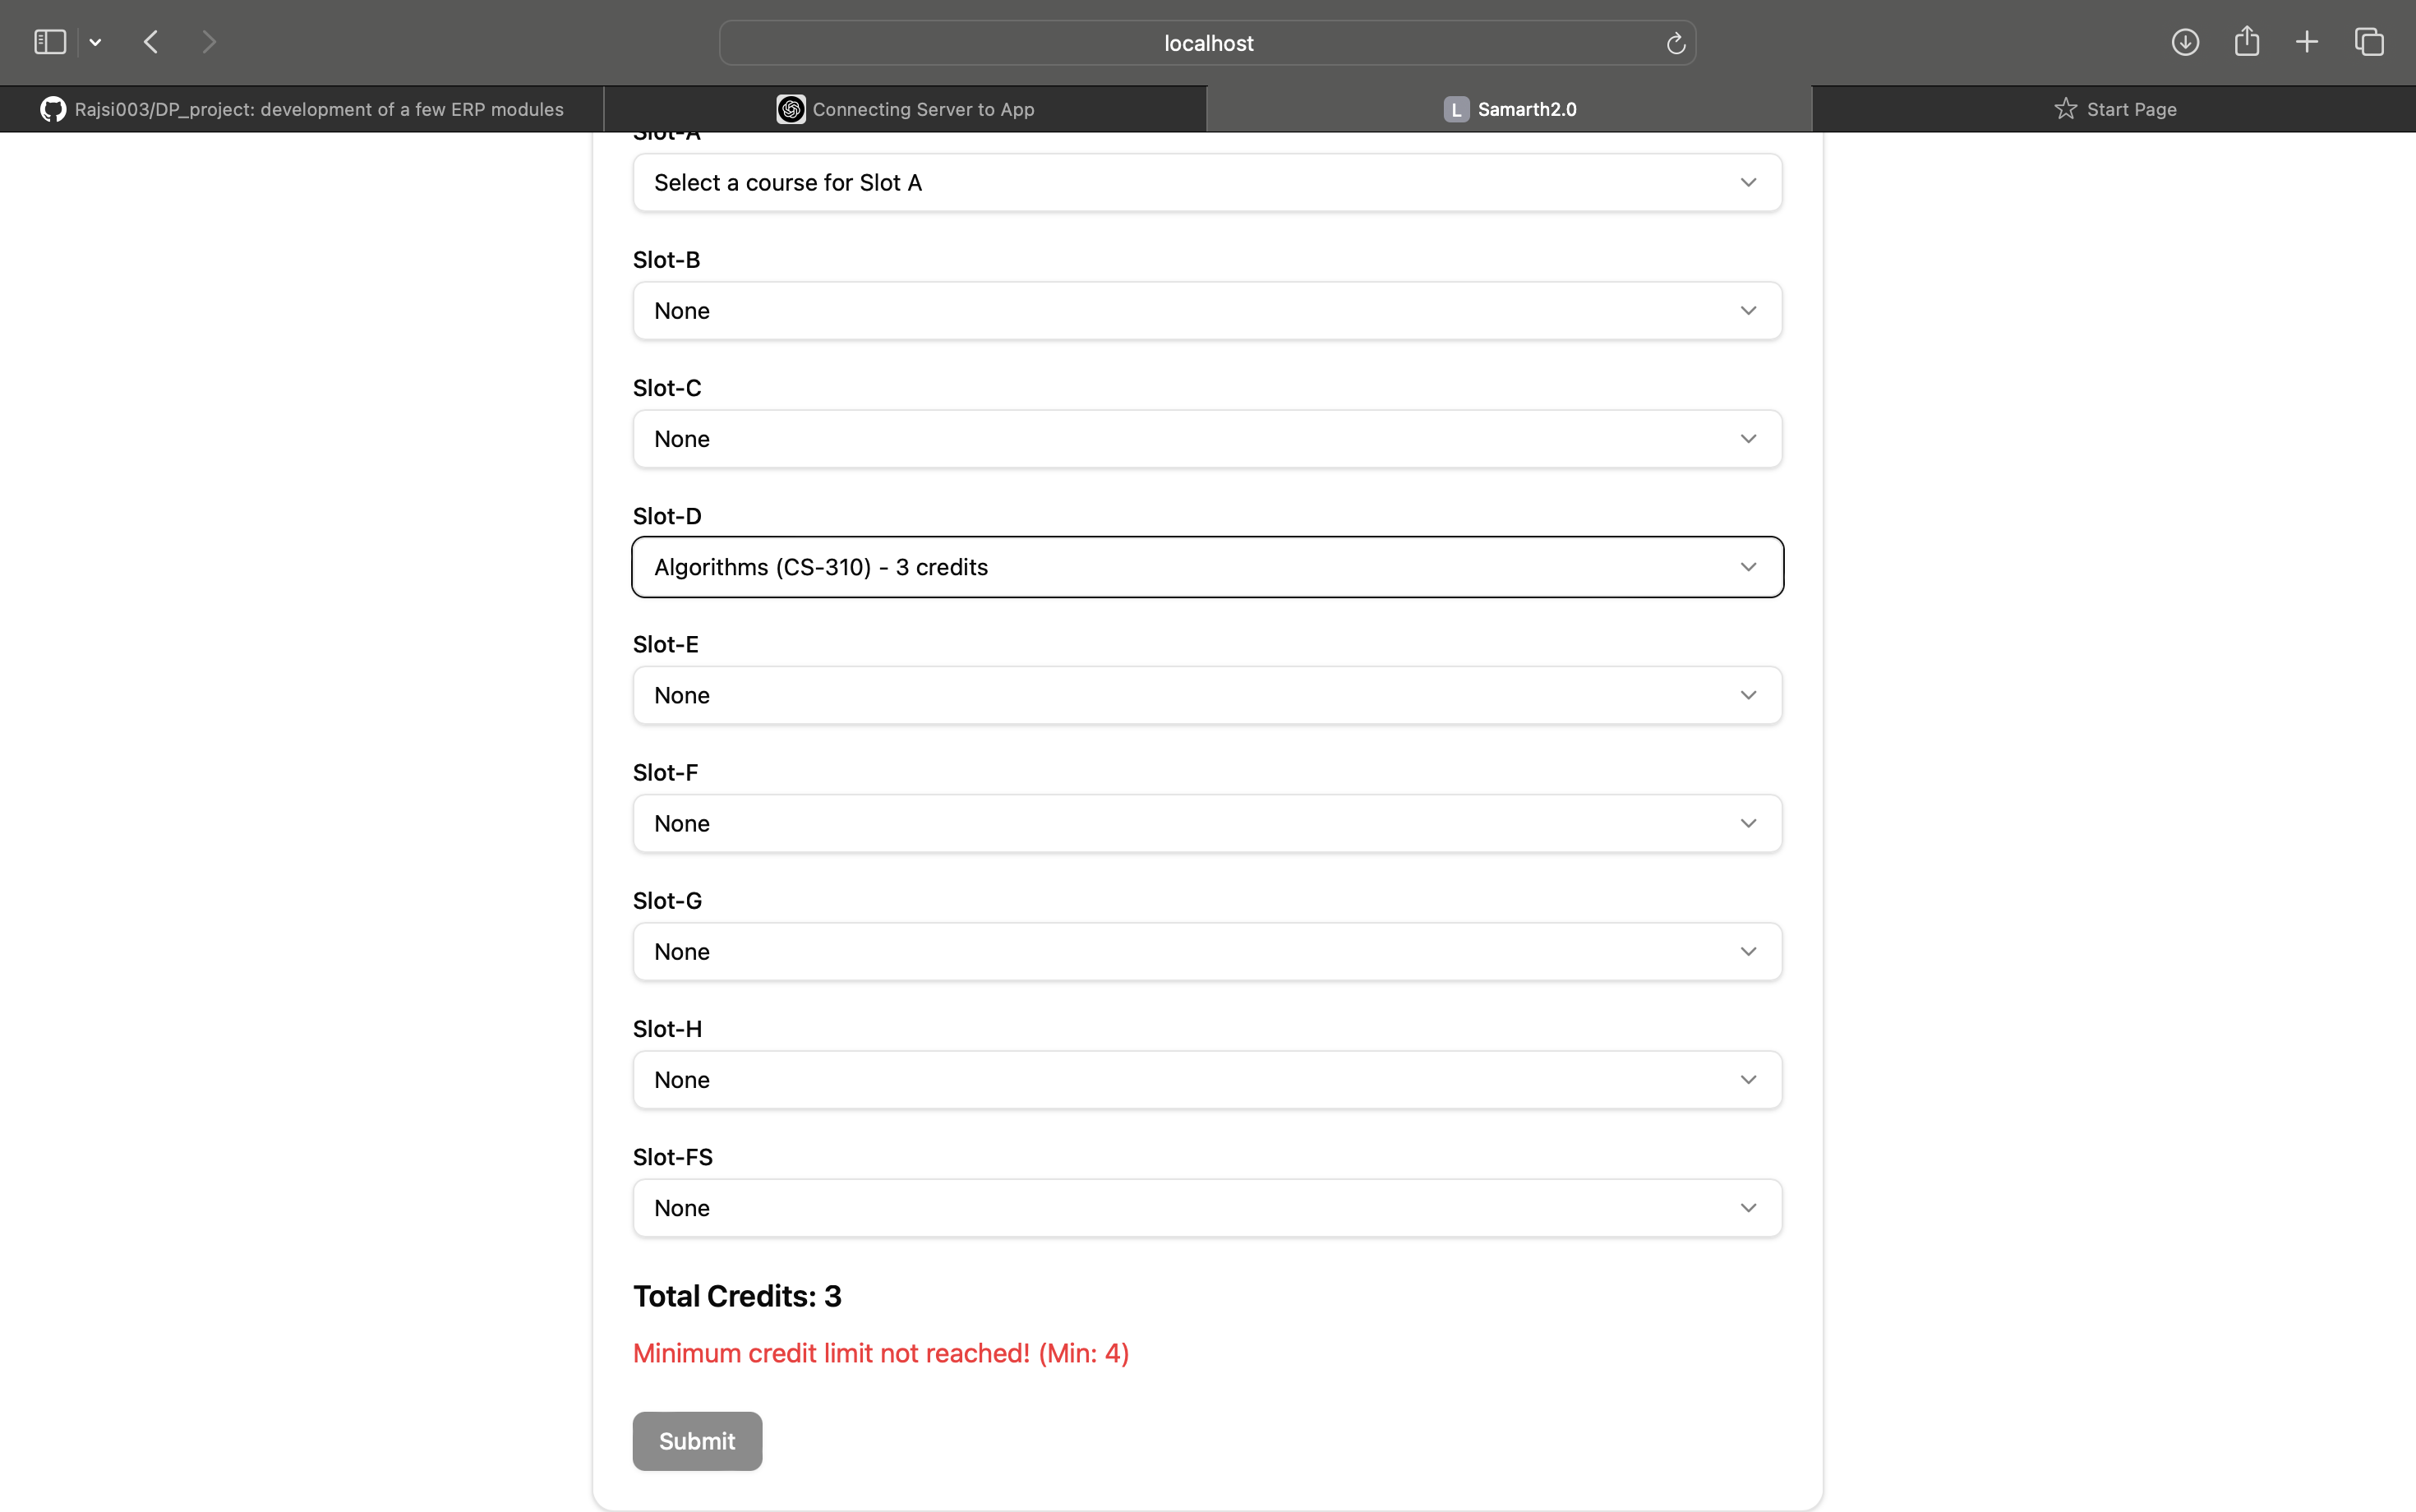 localhost
Rajsi003/DP_project: development of a few ERP modules
Connecting Server to App
L Samarth2.0
Start Page
Slot-A
Select a course for Slot A
Slot-B
None
Slot-C
None
Slot-D
Algorithms (CS-310) - 3 credits
Slot-E
None
Slot-F
None
Slot-G
None
Slot-H
None
Slot-FS
None
Total Credits: 3
Minimum credit limit not reached! (Min: 4)
Submit